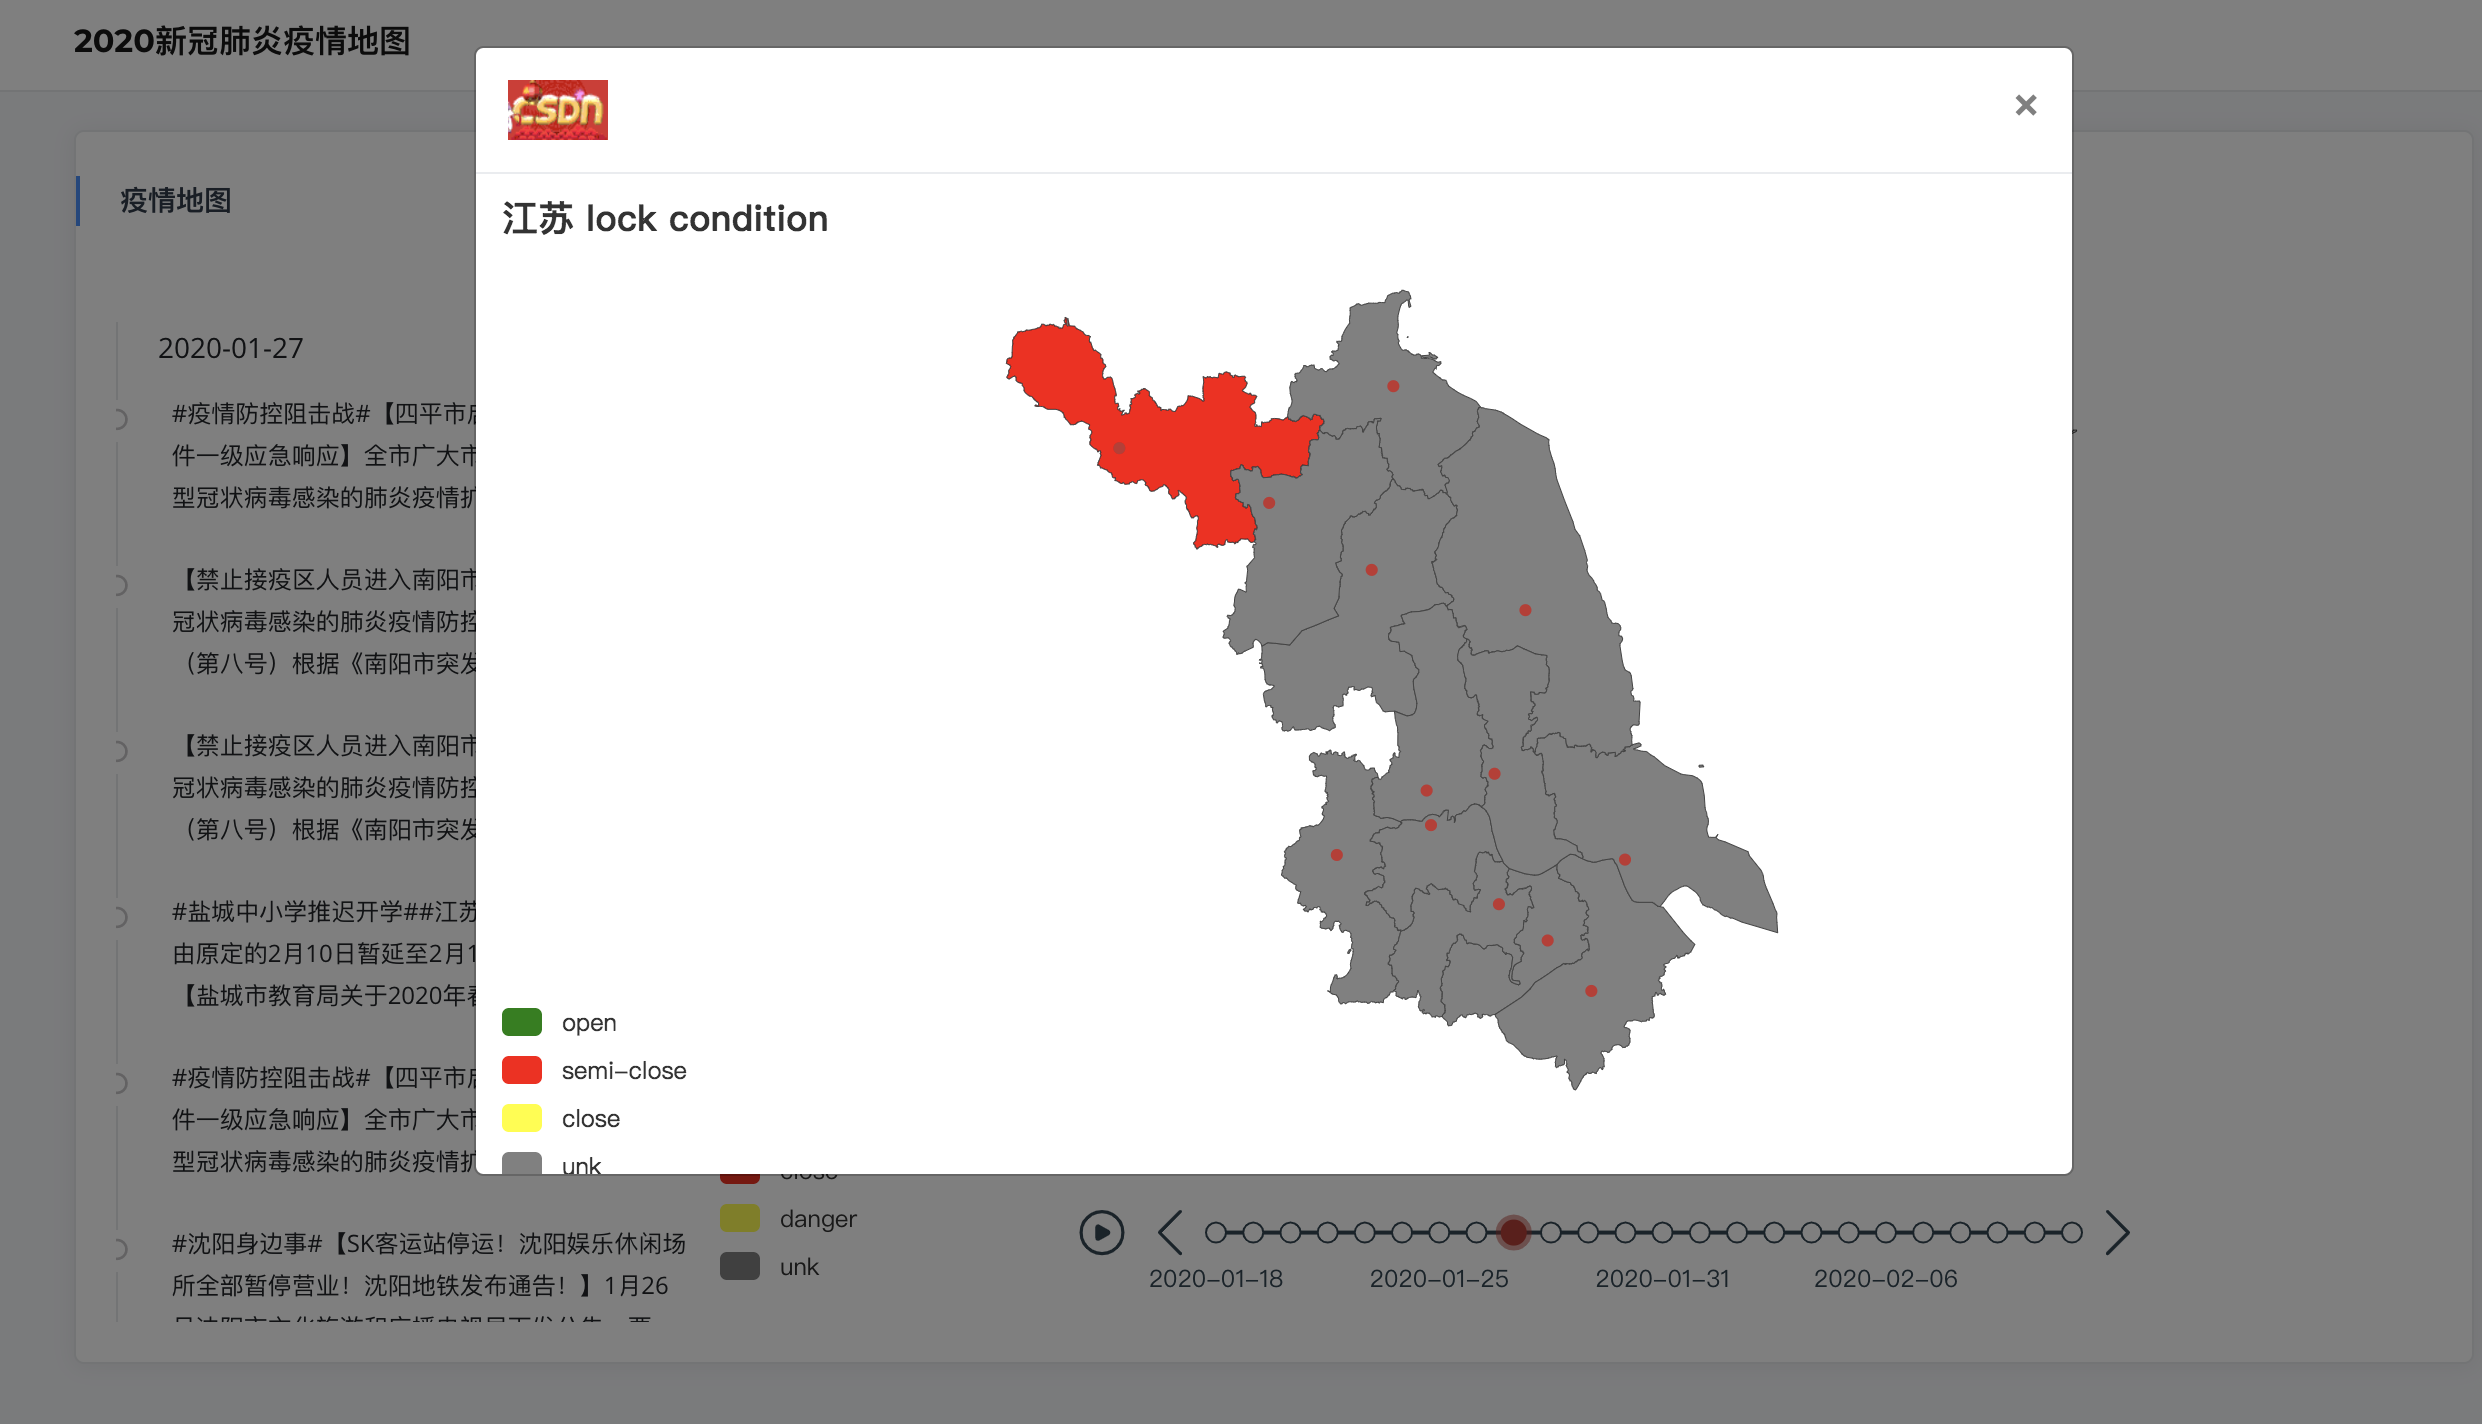 2020新冠肺炎疫情地图
CSDN
×
疫情地图
江苏 lock condition
2020-01-27
#疫情防控阻击战#【四平市
件一级应急响应】全市广大市
型冠状病毒感染的肺炎疫情
【禁止接疫区人员进入南阳市
冠状病毒感染的肺炎疫情防控
（第八号）根据《南阳市突发
【禁止接疫区人员进入南阳市
冠状病毒感染的肺炎疫情防控
（第八号）根据《南阳市突发
#盐城中小学推迟开学##江苏
由原定的2月10日暂延至2月1
【盐城市教育局关于2020年春
#疫情防控阻击战#【四平市
件一级应急响应】全市广大市
型冠状病毒感染的肺炎疫情
#沈阳身边事#【SK客运站停运！沈阳娱乐休闲场
所全部暂停营业！沈阳地铁发布通告！】1月26
open
semi-close
close
unk
close
danger
unk
2020-01-18
2020-01-25
2020-01-31
2020-02-06